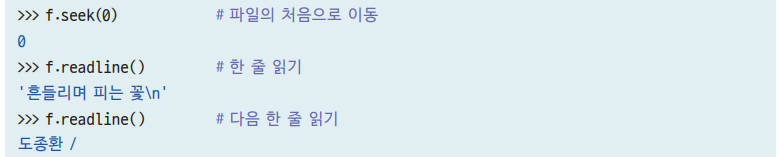 >>> f.seek(0) # 파일의 처음으로 이동
0
>>> f.readline() # 한 줄 읽기
'흔들리며 피는 꽃\n'
>>> f.readline() # 다음 한 줄 읽기
도종환 /